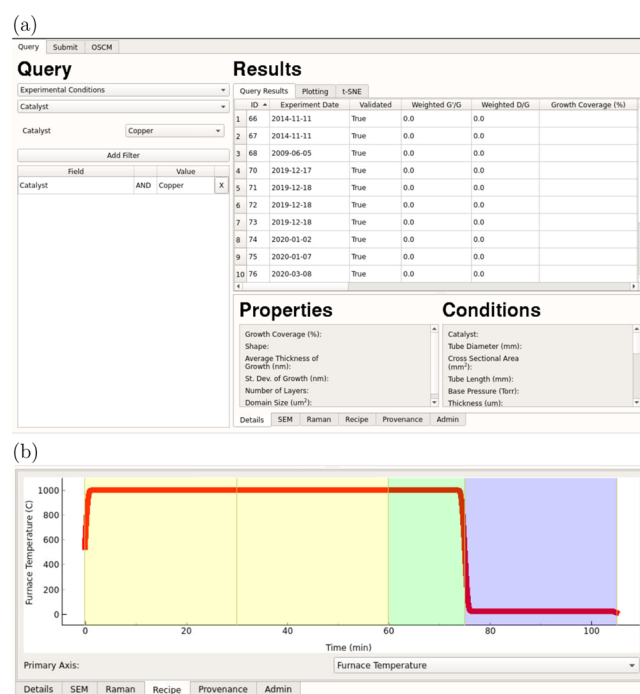 (a)
Query Submit OSCM
Query
Experimental Conditions
Catalyst
Catalyst Copper
Add Filter
Field Value
Catalyst AND Copper X
Results
Query Results Plotting t-SNE
ID Experiment Date Validated Weighted G'/G Weighted D/G Growth Coverage (%)
1 66 2014-11-11 True 0.0 0.0
2 67 2014-11-11 True 0.0 0.0
3 68 2009-06-05 True 0.0 0.0
4 70 2019-12-17 True 0.0 0.0
5 71 2019-12-18 True 0.0 0.0
6 72 2019-12-18 True 0.0 0.0
7 73 2019-12-18 True 0.0 0.0
8 74 2020-01-02 True 0.0 0.0
9 75 2020-01-07 True 0.0 0.0
10 76 2020-03-08 True 0.0 0.0
Properties
Growth Coverage (%):
Shape:
Average Thickness of
Growth (nm):
St. Dev. of Growth (nm):
Number of Layers:
Domain Size (um²):
Conditions
Catalyst:
Tube Diameter (mm):
Cross Sectional Area
(mm²):
Tube Length (mm):
Base Pressure (Torr):
Thickness (um):
Details SEM Raman Recipe Provenance Admin
(b)
Furnace Temperature (C)
1000
800
600
400
200
0
0 20 40 60 80 100
Time (min)
Primary Axis: Furnace Temperature
Details SEM Raman Recipe Provenance Admin